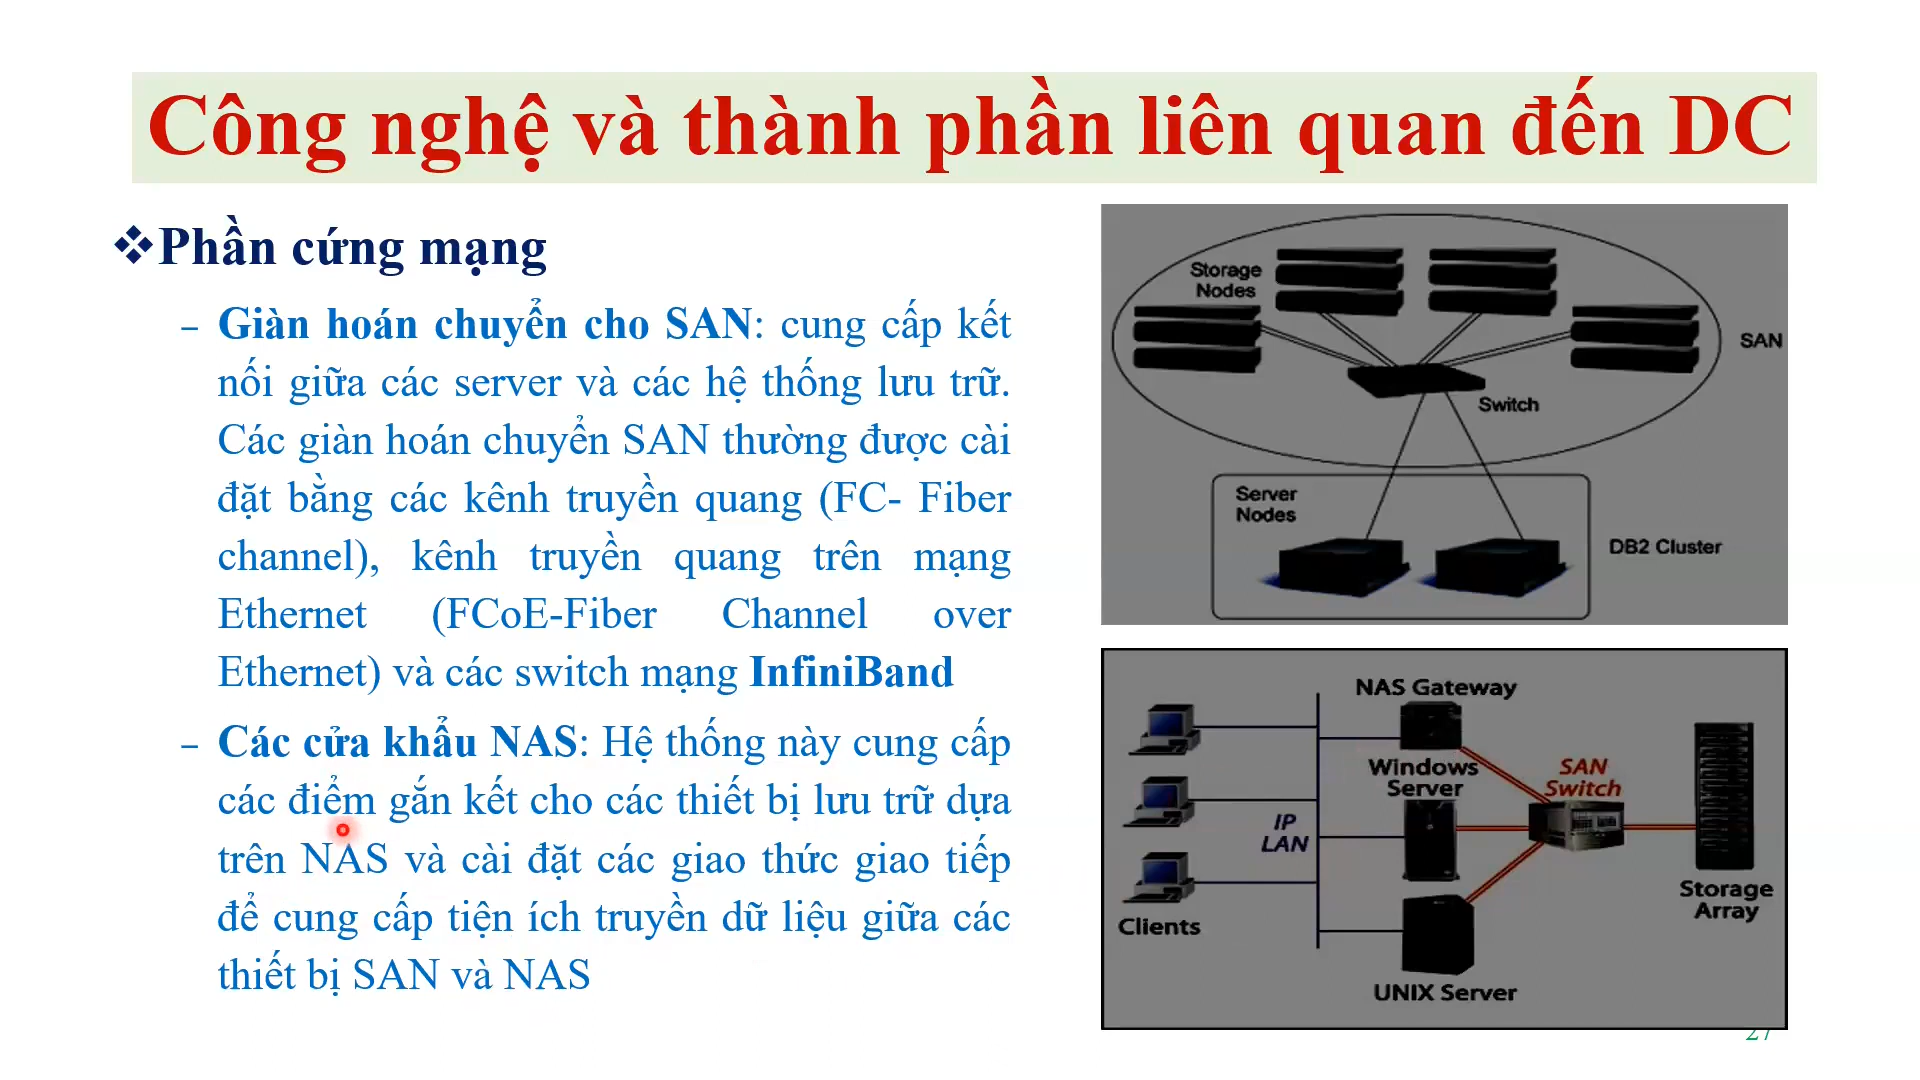 Công nghệ và thành phần liên quan đến DC
❖Phần cứng mạng
– Giàn hoán chuyển cho SAN: cung cấp kết
nối giữa các server và các hệ thống lưu trữ.
Các giàn hoán chuyển SAN thường được cài
đặt bằng các kênh truyền quang (FC- Fiber
channel), kênh truyền quang trên mạng
Ethernet (FCoE-Fiber Channel over
Ethernet) và các switch mạng InfiniBand
– Các cửa khẩu NAS: Hệ thống này cung cấp
các điểm gắn kết cho các thiết bị lưu trữ dựa
trên NAS và cài đặt các giao thức giao tiếp
để cung cấp tiện ích truyền dữ liệu giữa các
thiết bị SAN và NAS
Storage
Nodes
SAN
Switch
Server
Nodes
DB2 Cluster
NAS Gateway
Windows
Server
SAN
Switch
IP
LAN
Storage
Array
Clients
UNIX Server
27